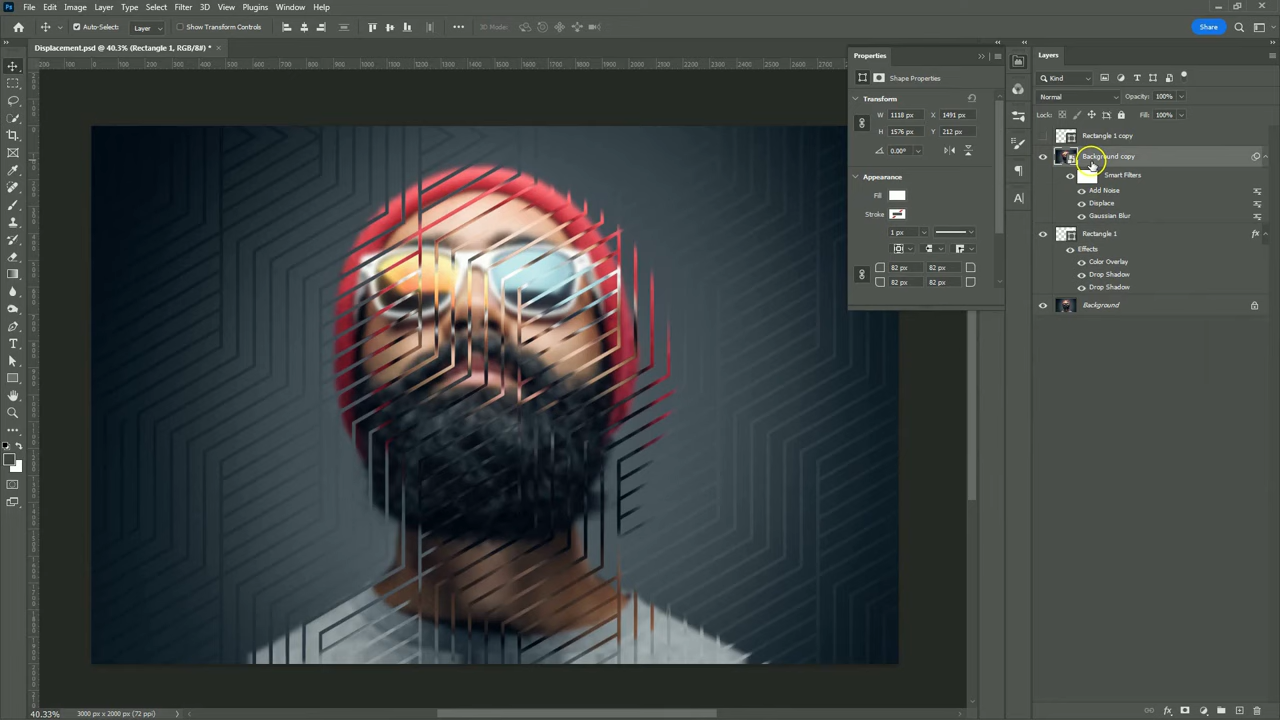 Ps File Edit Image Layer Type Select Filter 3D View Plugins Window Help
Auto-Select: Layer Show Transform Controls 3D Mode: Share
Displacement.psd @ 40.3% (Rectangle 1, RGB/8#) *
Properties
Shape Properties
Transform
W 1118 px X 1491 px
H 1576 px Y 212 px
0.00°
Appearance
Fill
Stroke
1 px
82 px 82 px
82 px 82 px
Layers
Kind
Normal Opacity: 100%
Lock: Fill: 100%
Rectangle 1 copy
Background copy
Smart Filters
Add Noise
Displace
Gaussian Blur
Rectangle 1 fx
Effects
Color Overlay
Drop Shadow
Drop Shadow
Background
40.33% 3000 px x 2000 px (72 ppi)